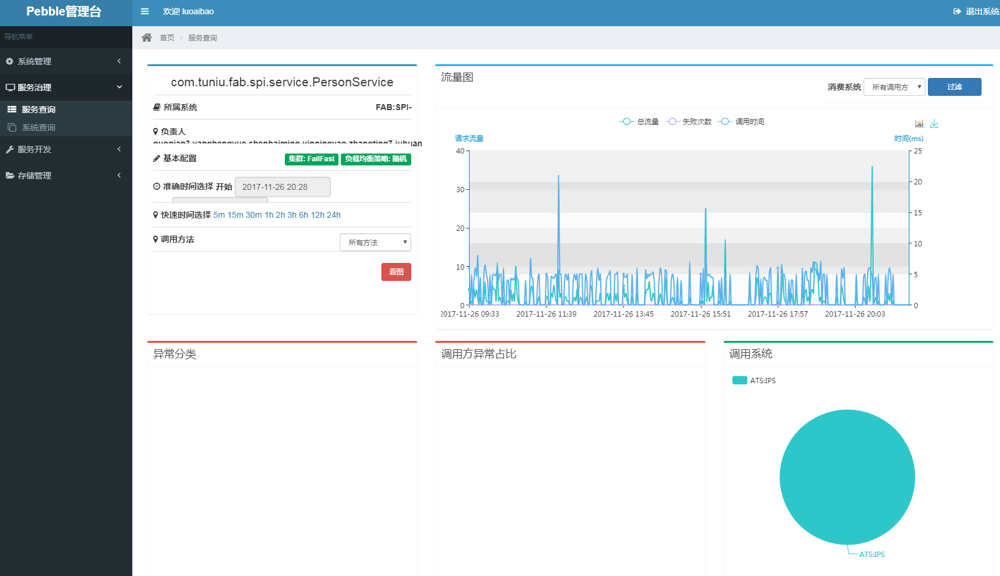 Pebble管理台
欢迎 luoaibao
退出系统
导航菜单
首页 > 服务查询
系统管理
服务治理
服务查询
系统查询
服务开发
存储管理
com.tuniu.fab.spi.service.PersonService
所属系统 FAB:SPI-
负责人
基本配置 集群: FailFast 负载均衡策略: 随机
准确时间选择 开始 2017-11-26 20:28
快速时间选择 5m 15m 30m 1h 2h 3h 6h 12h 24h
调用方法 所有方法
看图
流量图
消费系统 所有调用方 过滤
总流量 失败次数 调用时间
请求流量 时间(ms)
40 25
30 20
20 15
10 10
0 5
0
2017-11-26 09:33 2017-11-26 11:39 2017-11-26 13:45 2017-11-26 15:51 2017-11-26 17:57 2017-11-26 20:03
异常分类
调用方异常占比
调用系统
ATS:IPS
ATS:IPS